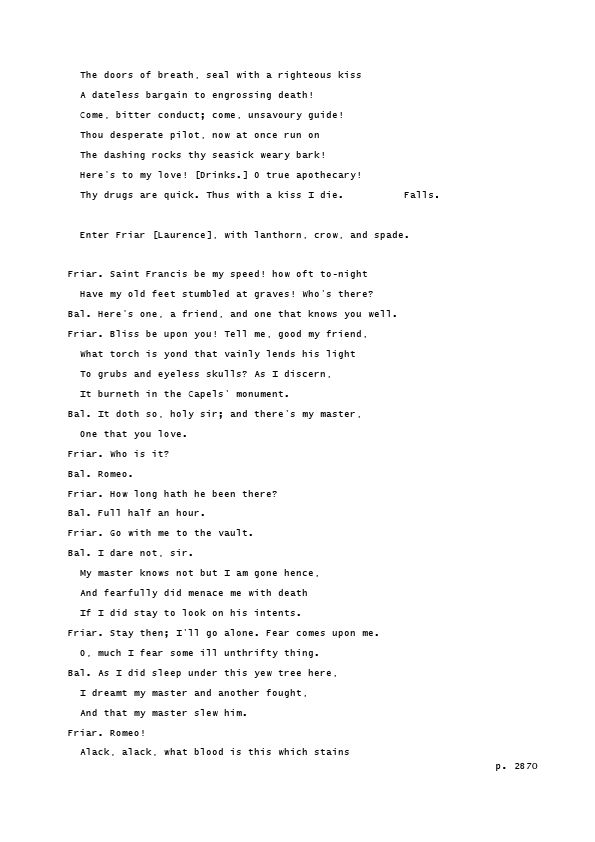 The doors of breath, seal with a righteous kiss
A dateless bargain to engrossing death!
Come, bitter conduct; come, unsavoury guide!
Thou desperate pilot, now at once run on
The dashing rocks thy seasick weary bark!
Here's to my love! [Drinks.] O true apothecary!
Thy drugs are quick. Thus with a kiss I die. Falls.
Enter Friar [Laurence], with lanthorn, crow, and spade.
Friar. Saint Francis be my speed! how oft to-night
Have my old feet stumbled at graves! Who's there?
Bal. Here's one, a friend, and one that knows you well.
Friar. Bliss be upon you! Tell me, good my friend,
What torch is yond that vainly lends his light
To grubs and eyeless skulls? As I discern,
It burneth in the Capels' monument.
Bal. It doth so, holy sir; and there's my master,
One that you love.
Friar. Who is it?
Bal. Romeo.
Friar. How long hath he been there?
Bal. Full half an hour.
Friar. Go with me to the vault.
Bal. I dare not, sir.
My master knows not but I am gone hence,
And fearfully did menace me with death
If I did stay to look on his intents.
Friar. Stay then; I'll go alone. Fear comes upon me.
O, much I fear some ill unthrifty thing.
Bal. As I did sleep under this yew tree here,
I dreamt my master and another fought,
And that my master slew him.
Friar. Romeo!
Alack, alack, what blood is this which stains
p. 2870